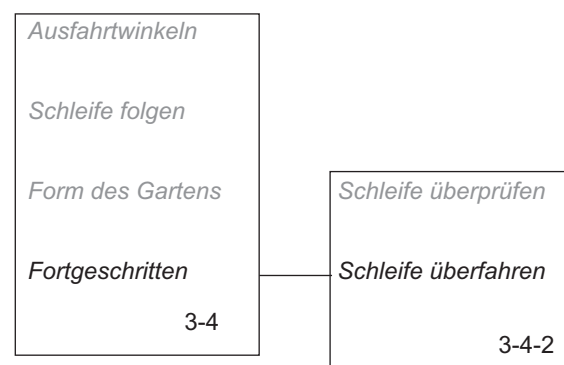 Ausfahrtwinkeln
Schleife folgen
Form des Gartens
Fortgeschritten
3-4
Schleife überprüfen
Schleife überfahren
3-4-2